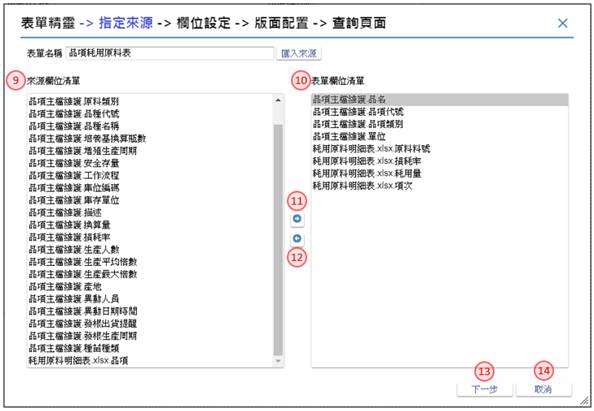 表單精靈 -> 指定來源 -> 欄位設定 -> 版面配置 -> 查詢頁面
表單名稱 品項耗用原料表 匯入來源
9 來源欄位清單
品項主檔維護.原料類別
品項主檔維護.品種代號
品項主檔維護.品種名稱
品項主檔維護.培養基換算瓶數
品項主檔維護.增殖生產周期
品項主檔維護.安全存量
品項主檔維護.工作流程
品項主檔維護.庫位編碼
品項主檔維護.庫存單位
品項主檔維護.描述
品項主檔維護.換算量
品項主檔維護.損耗率
品項主檔維護.生產人數
品項主檔維護.生產平均倍數
品項主檔維護.生產最大倍數
品項主檔維護.產地
品項主檔維護.異動人員
品項主檔維護.異動日期時間
品項主檔維護.發根出貨提醒
品項主檔維護.發根生產周期
品項主檔維護.種苗種類
耗用原料明細表.xlsx.品項
11
12
10 表單欄位清單
品項主檔維護.品名
品項主檔維護.品項代號
品項主檔維護.品項類別
品項主檔維護.單位
耗用原料明細表.xlsx.原料料號
耗用原料明細表.xlsx.損耗率
耗用原料明細表.xlsx.耗用量
耗用原料明細表.xlsx.項次
13 14
下一步 取消